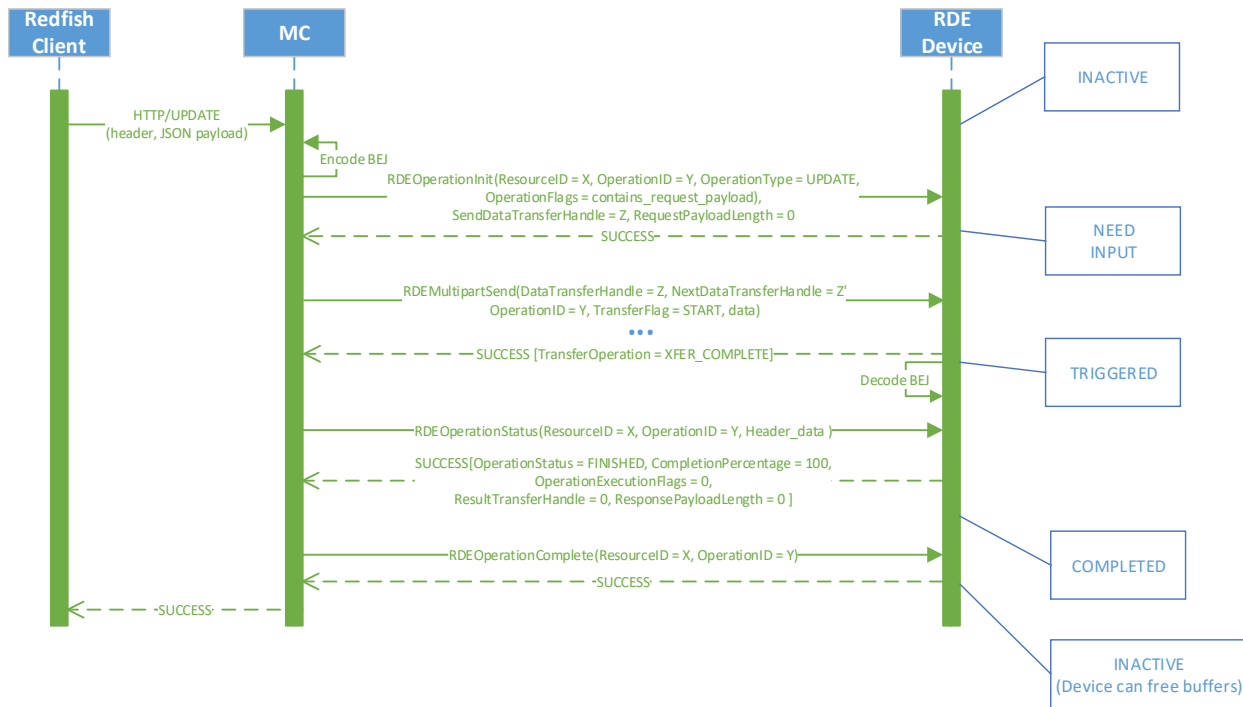 Redfish
Client
MC
RDE
Device
INACTIVE
HTTP/UPDATE
(header, JSON payload)
Encode BEJ
RDEOperationInit(ResourceID = X, OperationID = Y, OperationType = UPDATE,
OperationFlags = contains_request_payload),
SendDataTransferHandle = Z, RequestPayloadLength = 0
SUCCESS
NEED
INPUT
RDEMultipartSend(DataTransferHandle = Z, NextDataTransferHandle = Z'
OperationID = Y, TransferFlag = START, data)
...
SUCCESS [TransferOperation = XFER_COMPLETE]
Decode BEJ
TRIGGERED
RDEOperationStatus(ResourceID = X, OperationID = Y, Header_data )
SUCCESS[OperationStatus = FINISHED, CompletionPercentage = 100,
OperationExecutionFlags = 0,
ResultTransferHandle = 0, ResponsePayloadLength = 0 ]
RDEOperationComplete(ResourceID = X, OperationID = Y)
COMPLETED
SUCCESS
SUCCESS
INACTIVE
(Device can free buffers)